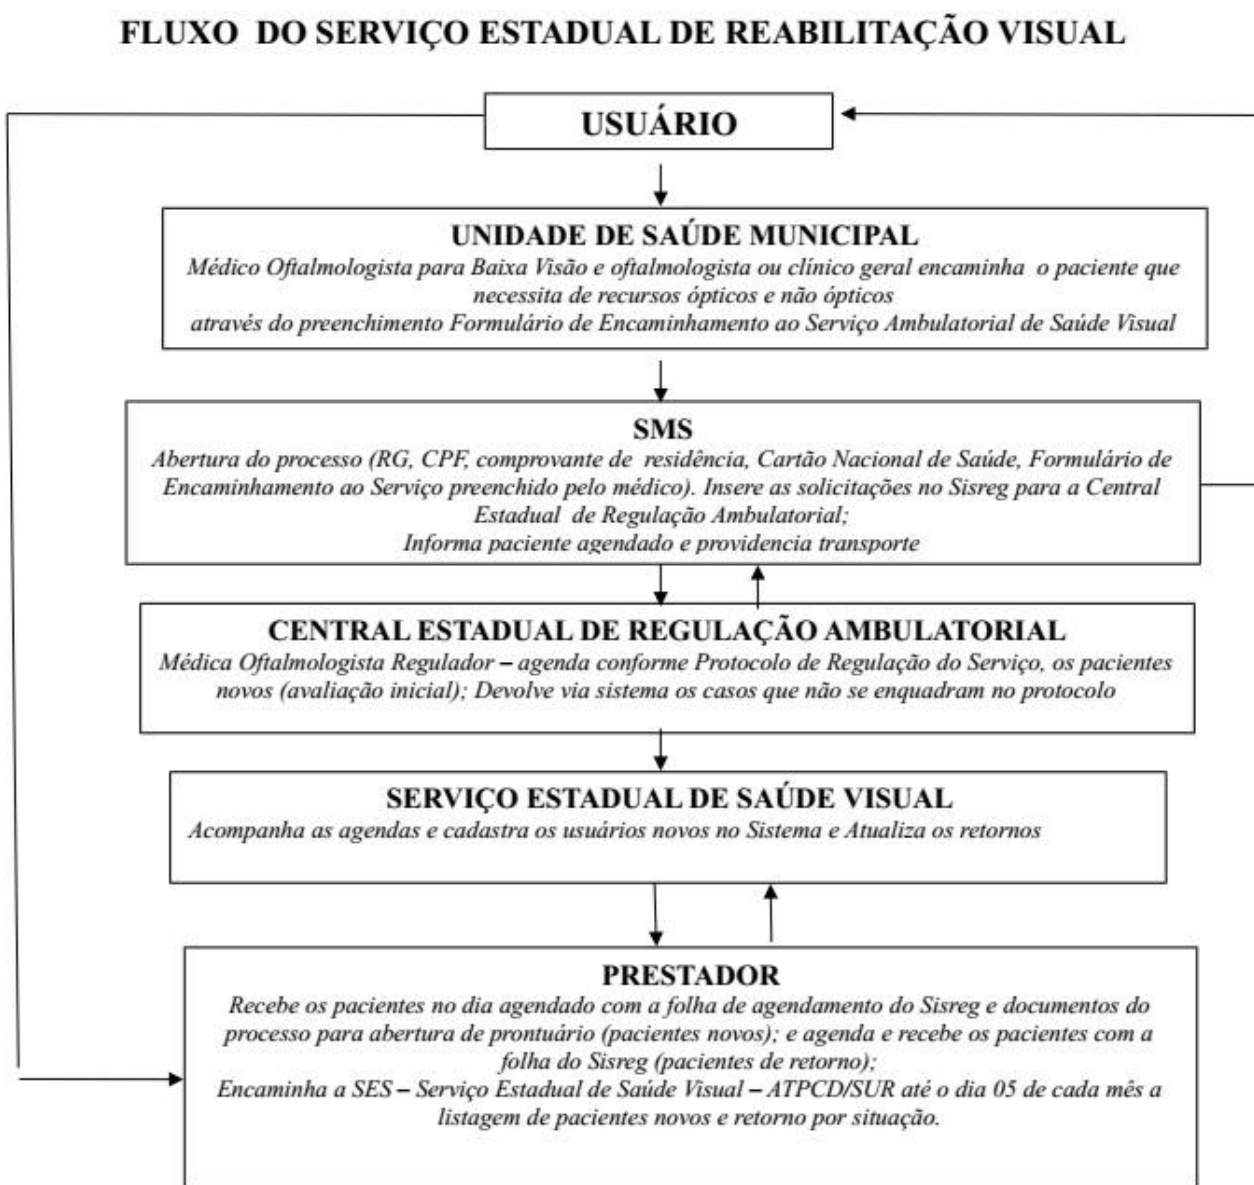 FLUXO DO SERVIÇO ESTADUAL DE REABILITAÇÃO VISUAL
USUÁRIO
UNIDADE DE SAÚDE MUNICIPAL
Médico Oftalmologista para Baixa Visão e oftalmologista ou clínico geral encaminha o paciente que
necessita de recursos ópticos e não ópticos
através do preenchimento Formulário de Encaminhamento ao Serviço Ambulatorial de Saúde Visual
SMS
Abertura do processo (RG, CPF, comprovante de residência, Cartão Nacional de Saúde, Formulário de
Encaminhamento ao Serviço preenchido pelo médico). Insere as solicitações no Sisreg para a Central
Estadual de Regulação Ambulatorial;
Informa paciente agendado e providencia transporte
CENTRAL ESTADUAL DE REGULAÇÃO AMBULATORIAL
Médica Oftalmologista Regulador – agenda conforme Protocolo de Regulação do Serviço, os pacientes
novos (avaliação inicial); Devolve via sistema os casos que não se enquadram no protocolo
SERVIÇO ESTADUAL DE SAÚDE VISUAL
Acompanha as agendas e cadastra os usuários novos no Sistema e Atualiza os retornos
PRESTADOR
Recebe os pacientes no dia agendado com a folha de agendamento do Sisreg e documentos do
processo para abertura de prontuário (pacientes novos); e agenda e recebe os pacientes com a
folha do Sisreg (pacientes de retorno);
Encaminha a SES – Serviço Estadual de Saúde Visual – ATPCD/SUR até o dia 05 de cada mês a
listagem de pacientes novos e retorno por situação.